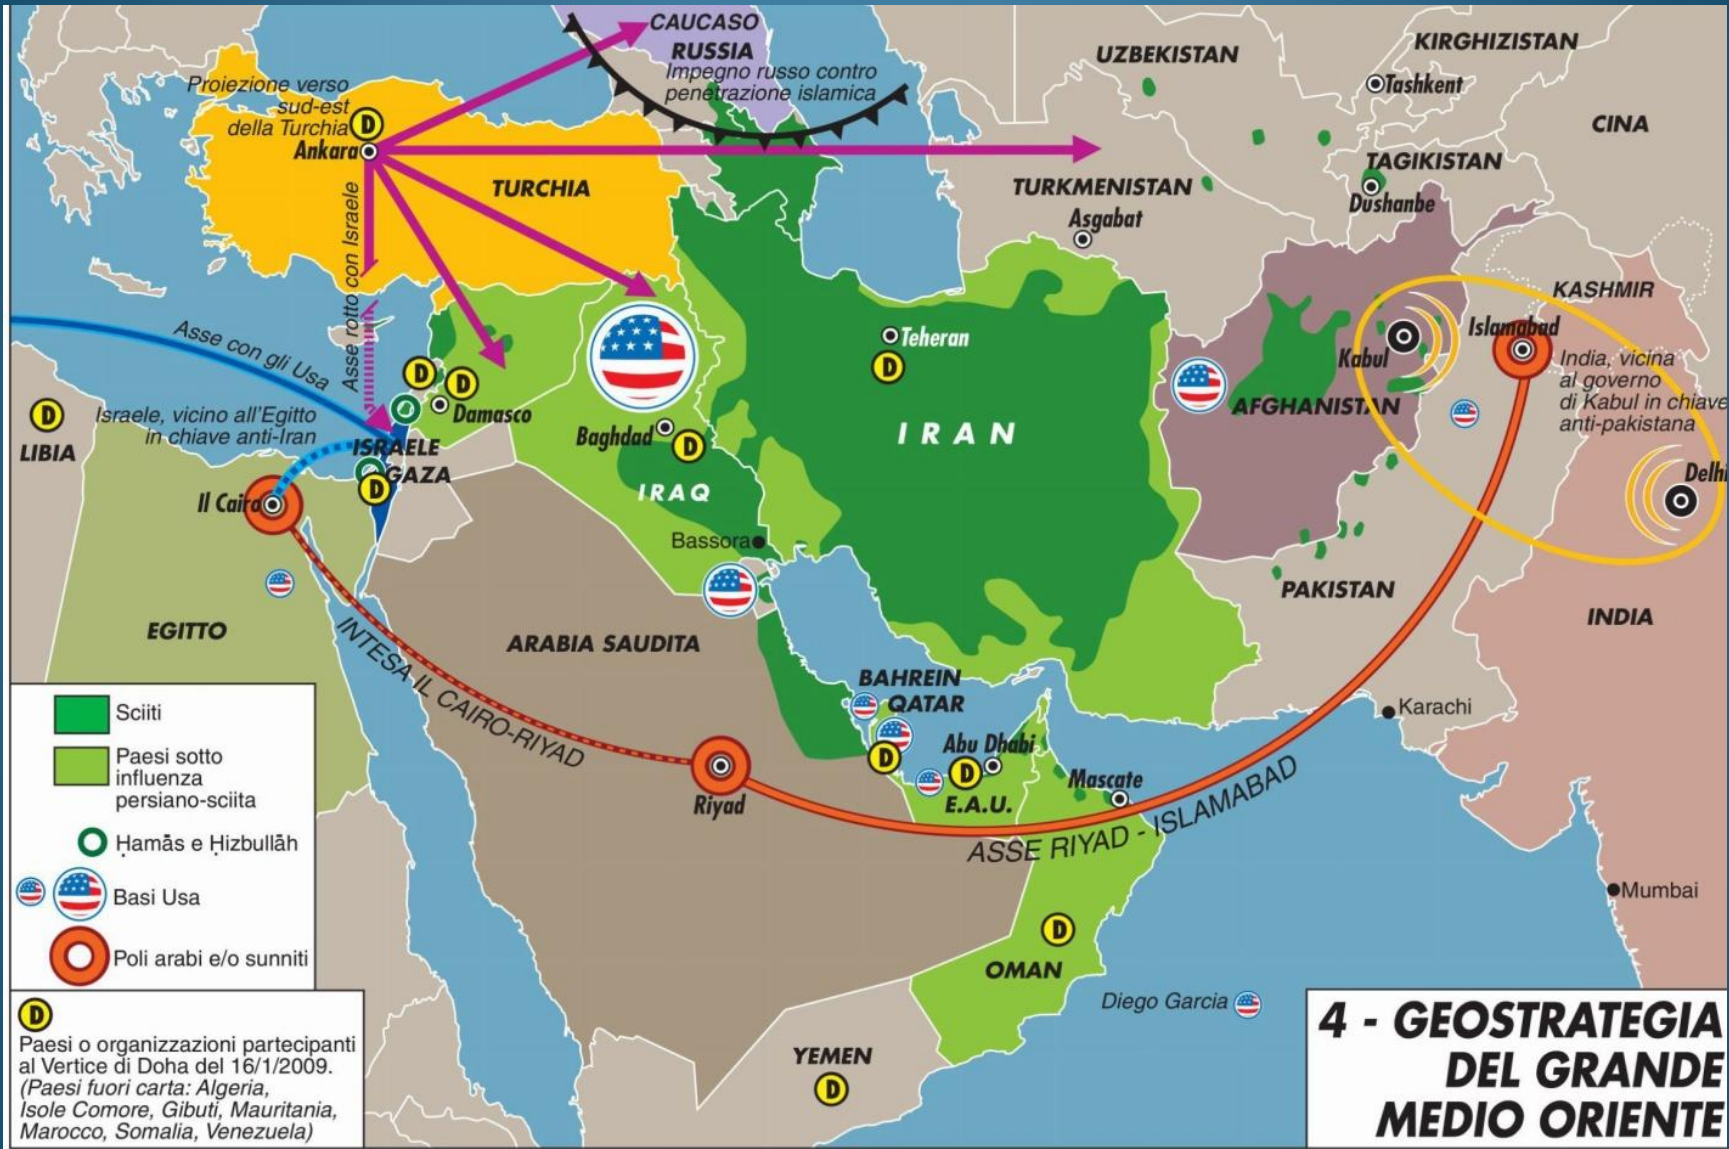 CAUCASO
RUSSIA
Impegno russo contro
penetrazione islamica
UZBEKISTAN
KIRGHIZISTAN
Tashkent
CINA
Proiezione verso
sud-est
della Turchia
D
Ankara
TURCHIA
TURKMENISTAN
Asgabat
TAGIKISTAN
Dushanbe
Asse rotto con Israele
Asse con gli Usa
KASHMIR
Islamabad
Kabul
India, vicina
al governo
di Kabul in chiave
anti-pakistana
Delhi
Teheran
D
D
D
Damasco
D
LIBIA
Israele, vicino all'Egitto
in chiave anti-Iran
ISRAELE
GAZA
D
Baghdad
D
IRAQ
IRAN
AFGHANISTAN
Il Cairo
Bassora
PAKISTAN
INDIA
EGITTO
ARABIA SAUDITA
INTESA IL CAIRO-RIYAD
BAHREIN
QATAR
D
Abu Dhabi
D
E.A.U.
Mascate
Karachi
Riyad
ASSE RIYAD - ISLAMABAD
Mumbai
D
OMAN
Diego Garcia
YEMEN
D
Sciiti
Paesi sotto
influenza
persiano-sciita
Ḥamās e Ḥizbullāh
Basi Usa
Poli arabi e/o sunniti
D
Paesi o organizzazioni partecipanti
al Vertice di Doha del 16/1/2009.
(Paesi fuori carta: Algeria,
Isole Comore, Gibuti, Mauritania,
Marocco, Somalia, Venezuela)
4 - GEOSTRATEGIA
DEL GRANDE
MEDIO ORIENTE